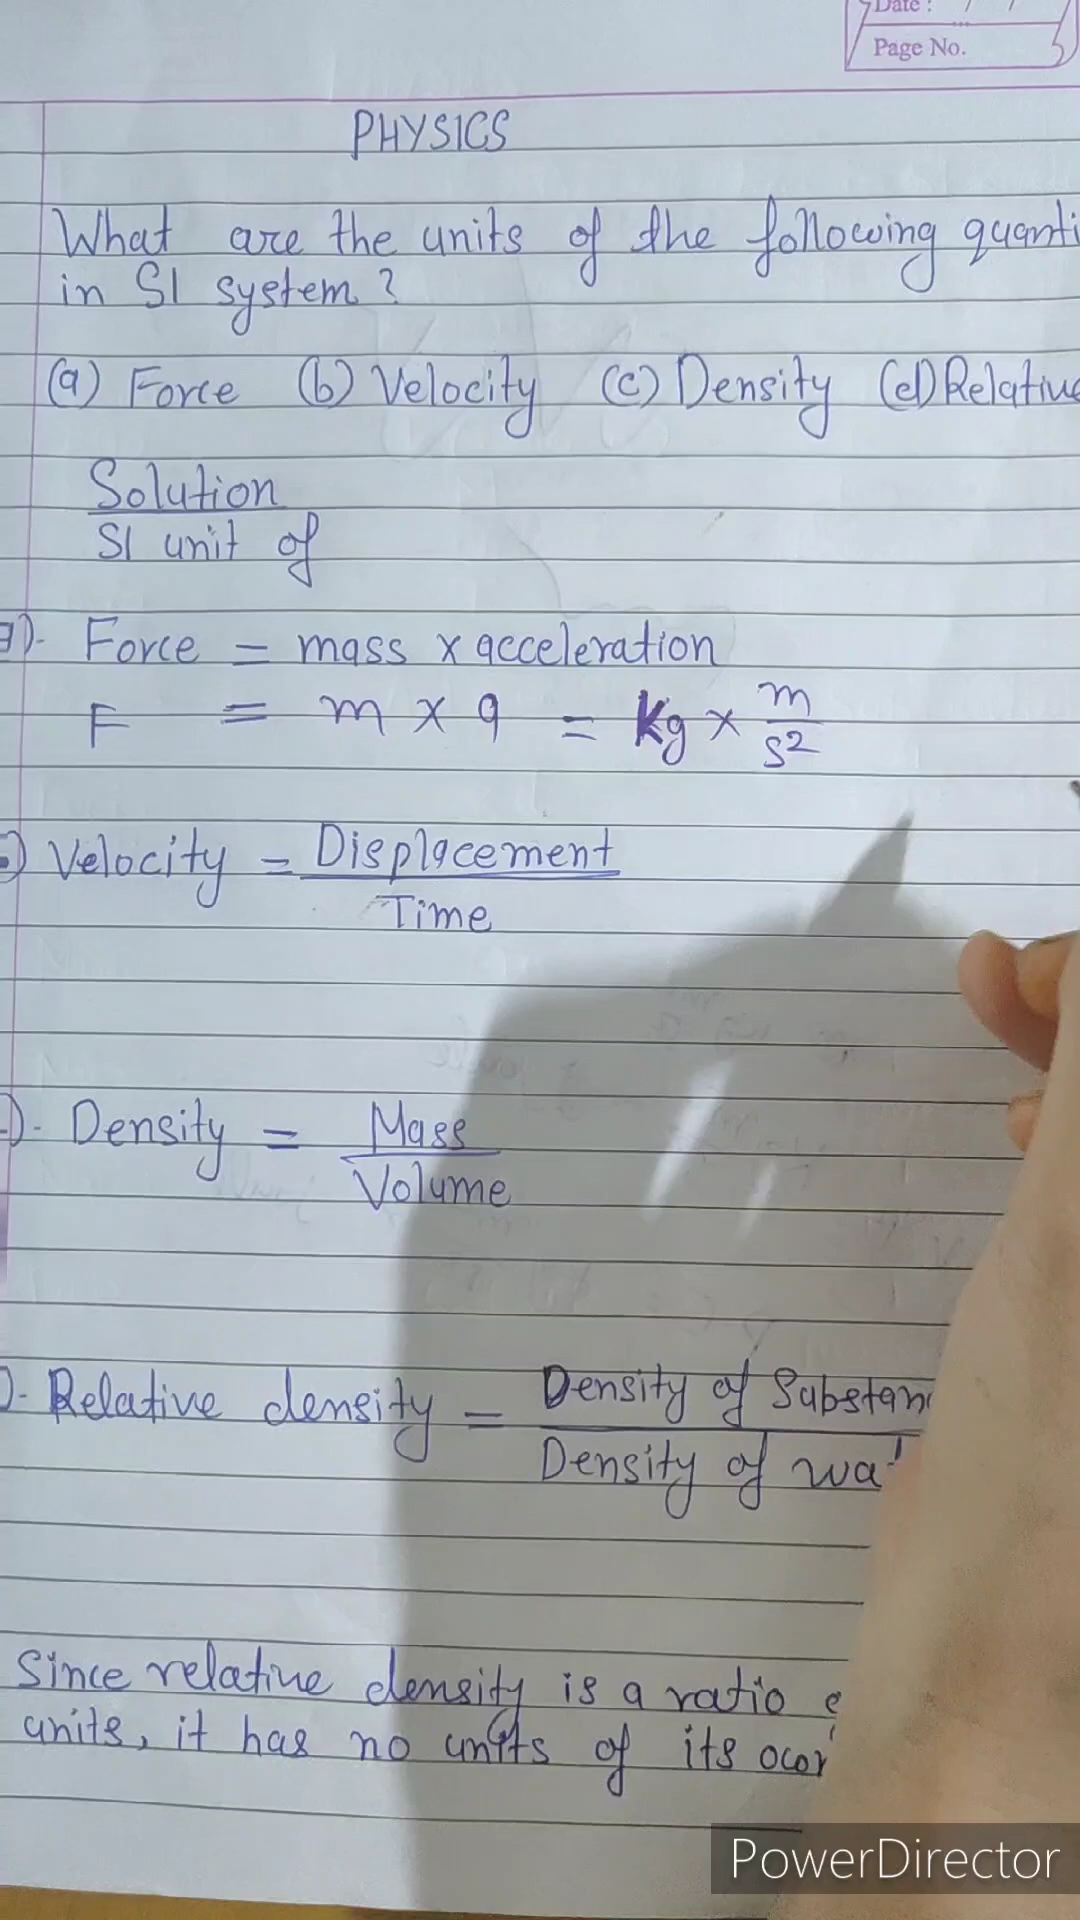 Date :
Page No.
PHYSICS
What are the units of the following quanti
in SI system?
(a) Force (b) Velocity (c) Density (d) Relative
Solution
SI unit of
Force = mass x acceleration
F = m x a = kg x m/s²
Velocity = Displacement
Time
Density = Mass
Volume
Relative density = Density of Substan
Density of wa
Since relative density is a ratio
units, it has no units of its
PowerDirector